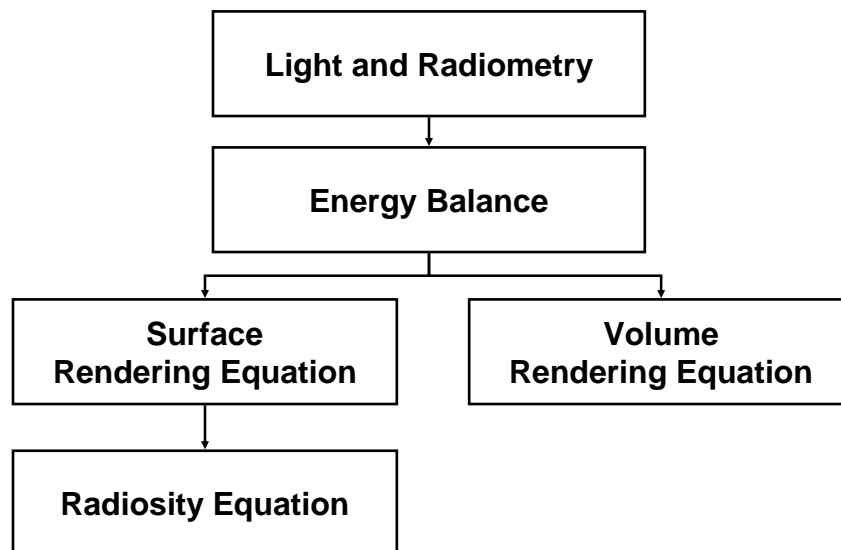 Light and Radiometry
Energy Balance
Surface
Rendering Equation
Volume
Rendering Equation
Radiosity Equation